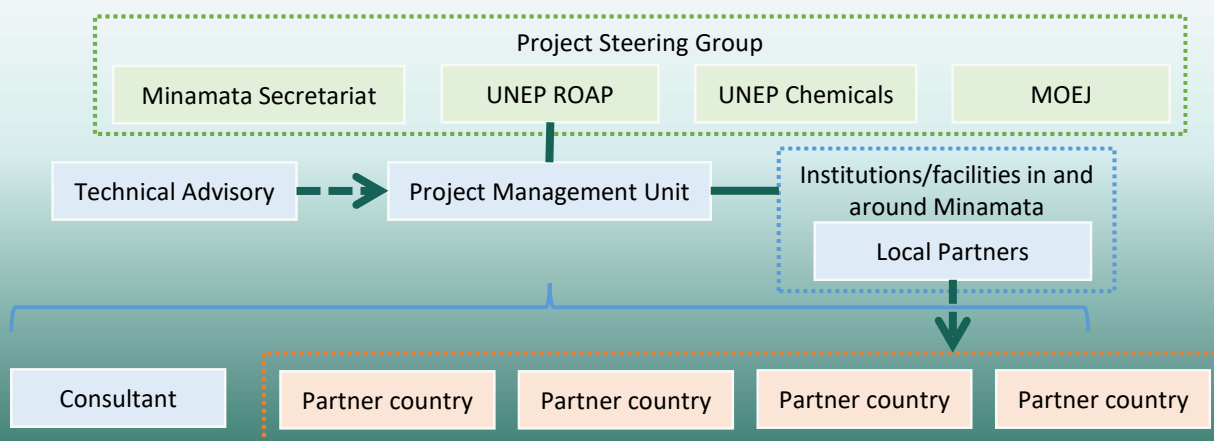 Project Steering Group
Minamata Secretariat
UNEP ROAP
UNEP Chemicals
MOEJ
Technical Advisory
Project Management Unit
Institutions/facilities in and
around Minamata
Local Partners
Consultant
Partner country
Partner country
Partner country
Partner country